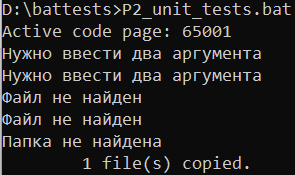 D:\battests>P2_unit_tests.bat
Active code page: 65001
Нужно ввести два аргумента
Нужно ввести два аргумента
Файл не найден
Файл не найден
Папка не найдена
        1 file(s) copied.